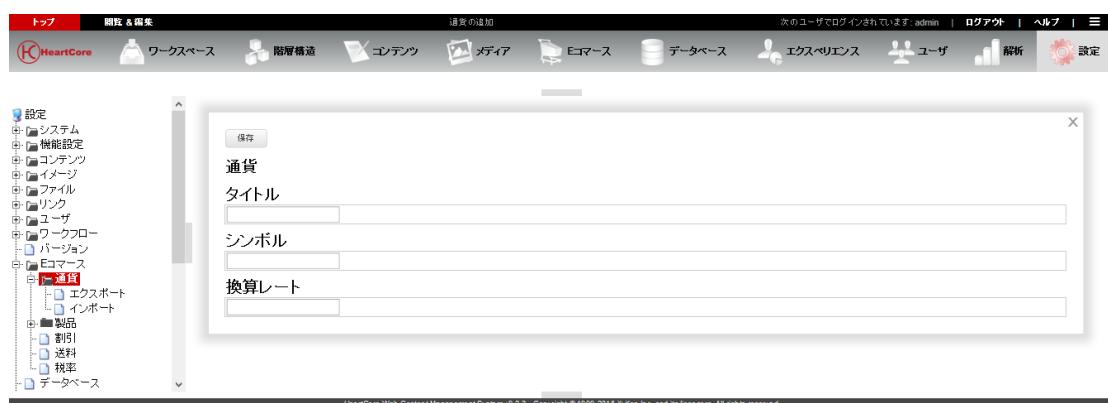 トップ 閲覧 & 編集 通貨の追加 次のユーザでログインされています: admin | ログアウト | ヘルプ |
HeartCore ワークスペース 階層構造 コンテンツ メディア Eコマース データベース エクスペリエンス ユーザ 解析 設定
設定
システム
機能設定
コンテンツ
イメージ
ファイル
リンク
ユーザ
ワークフロー
バージョン
Eコマース
通貨
エクスポート
インポート
製品
割引
送料
税率
データベース
保存
通貨
タイトル
シンボル
換算レート